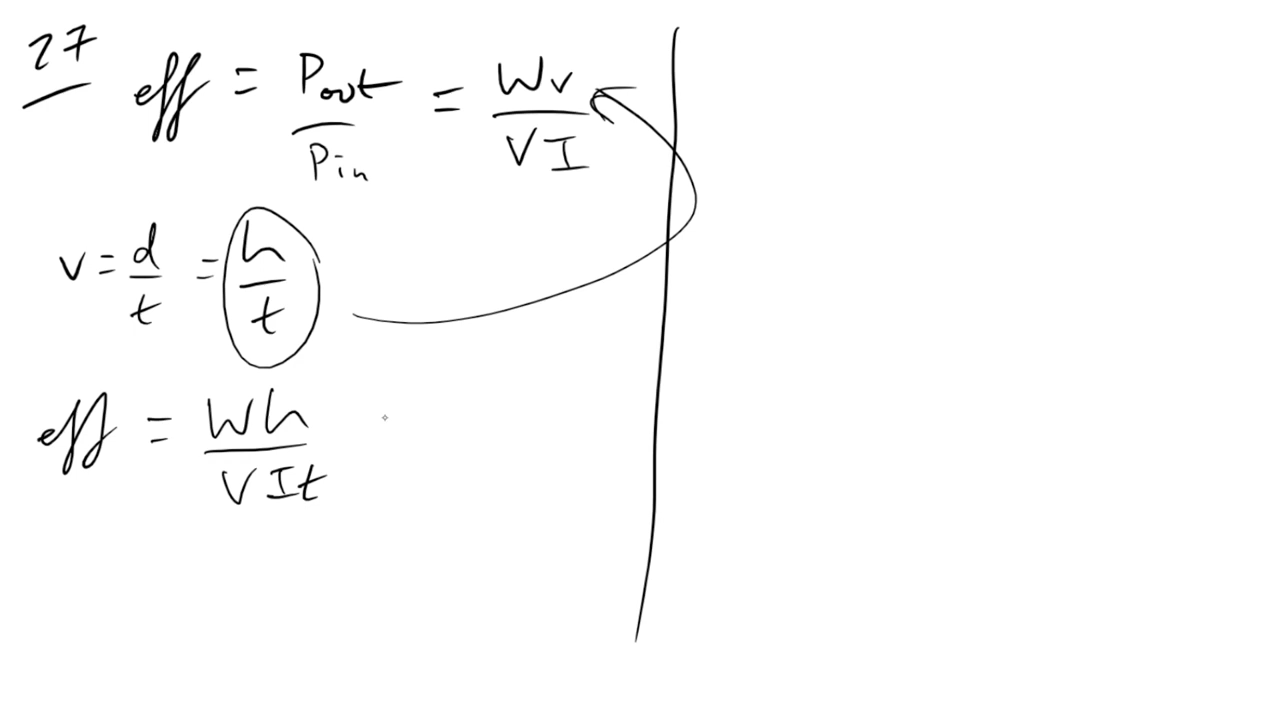 27
eff = Pout/Pin = Wv/VI
v = d/t = h/t
eff = Wh/VIt